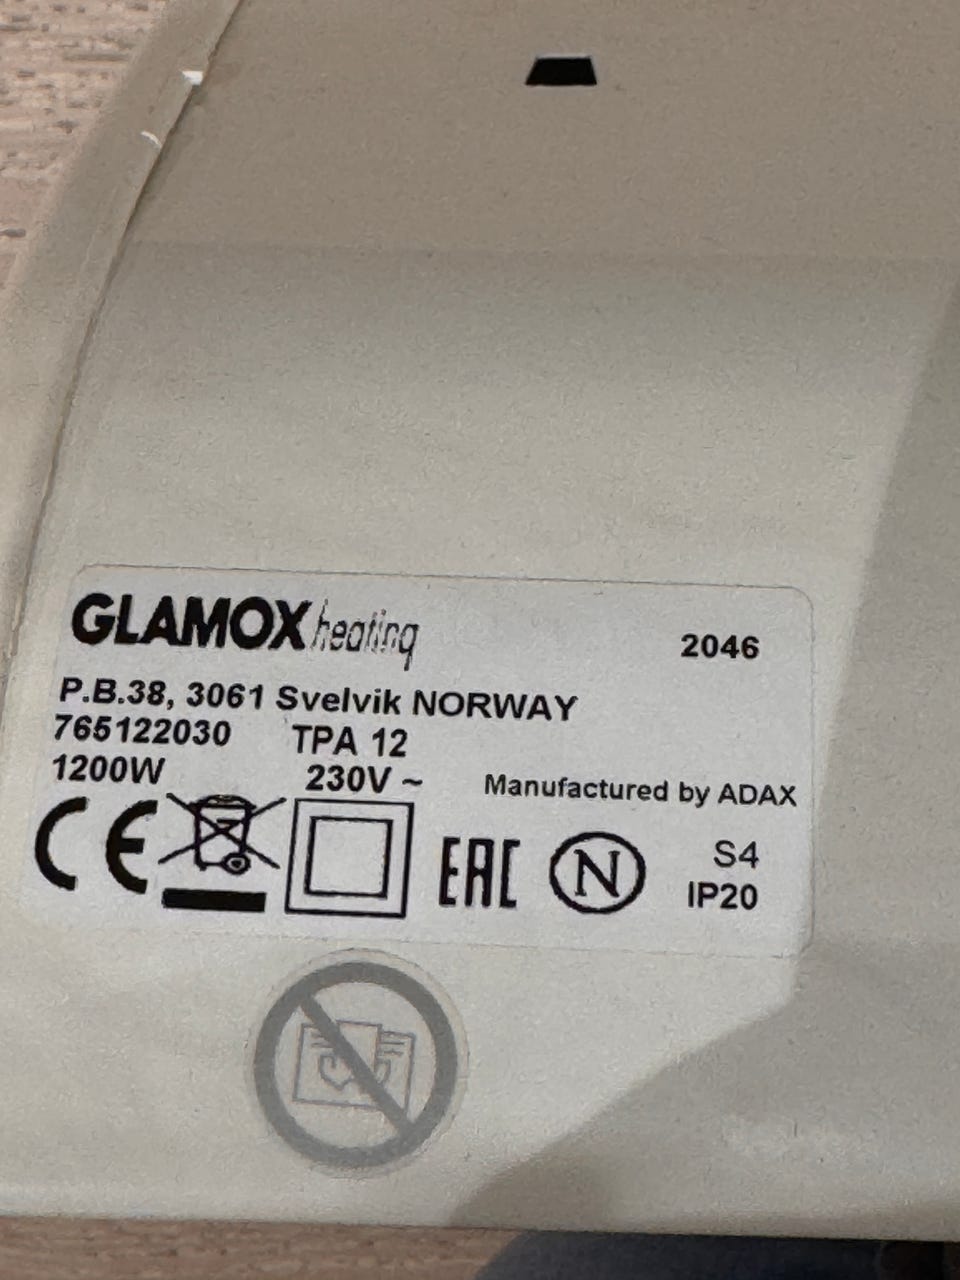 GLAMOX heating 2046
P.B.38, 3061 Svelvik NORWAY
765122030 TPA 12
1200W 230V ~ Manufactured by ADAX
CE EAC N S4
IP20